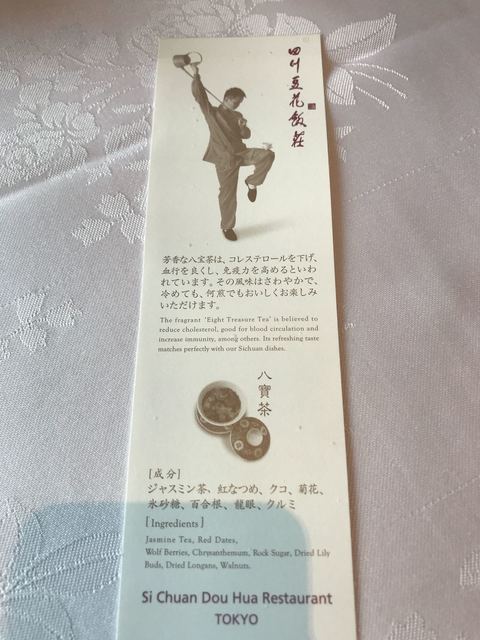 四川豆花飯荘
芳香な八宝茶は、コレステロールを下げ、
血行を良くし、免疫力を高めるといわ
れています。その風味はさわやかで、
冷めても、何煎でもおいしくお楽しみ
いただけます。
The fragrant 'Eight Treasure Tea' is believed to
reduce cholesterol, good for blood circulation and
increase immunity, among others. Its refreshing taste
matches perfectly with our Sichuan dishes.
八寶茶
[成分]
ジャスミン茶、紅なつめ、クコ、菊花、
氷砂糖、百合根、龍眼、クルミ
[Ingredients]
Jasmine Tea, Red Dates,
Wolf Berries, Chrysanthemum, Rock Sugar, Dried Lily
Buds, Dried Longans, Walnuts.
Si Chuan Dou Hua Restaurant
TOKYO